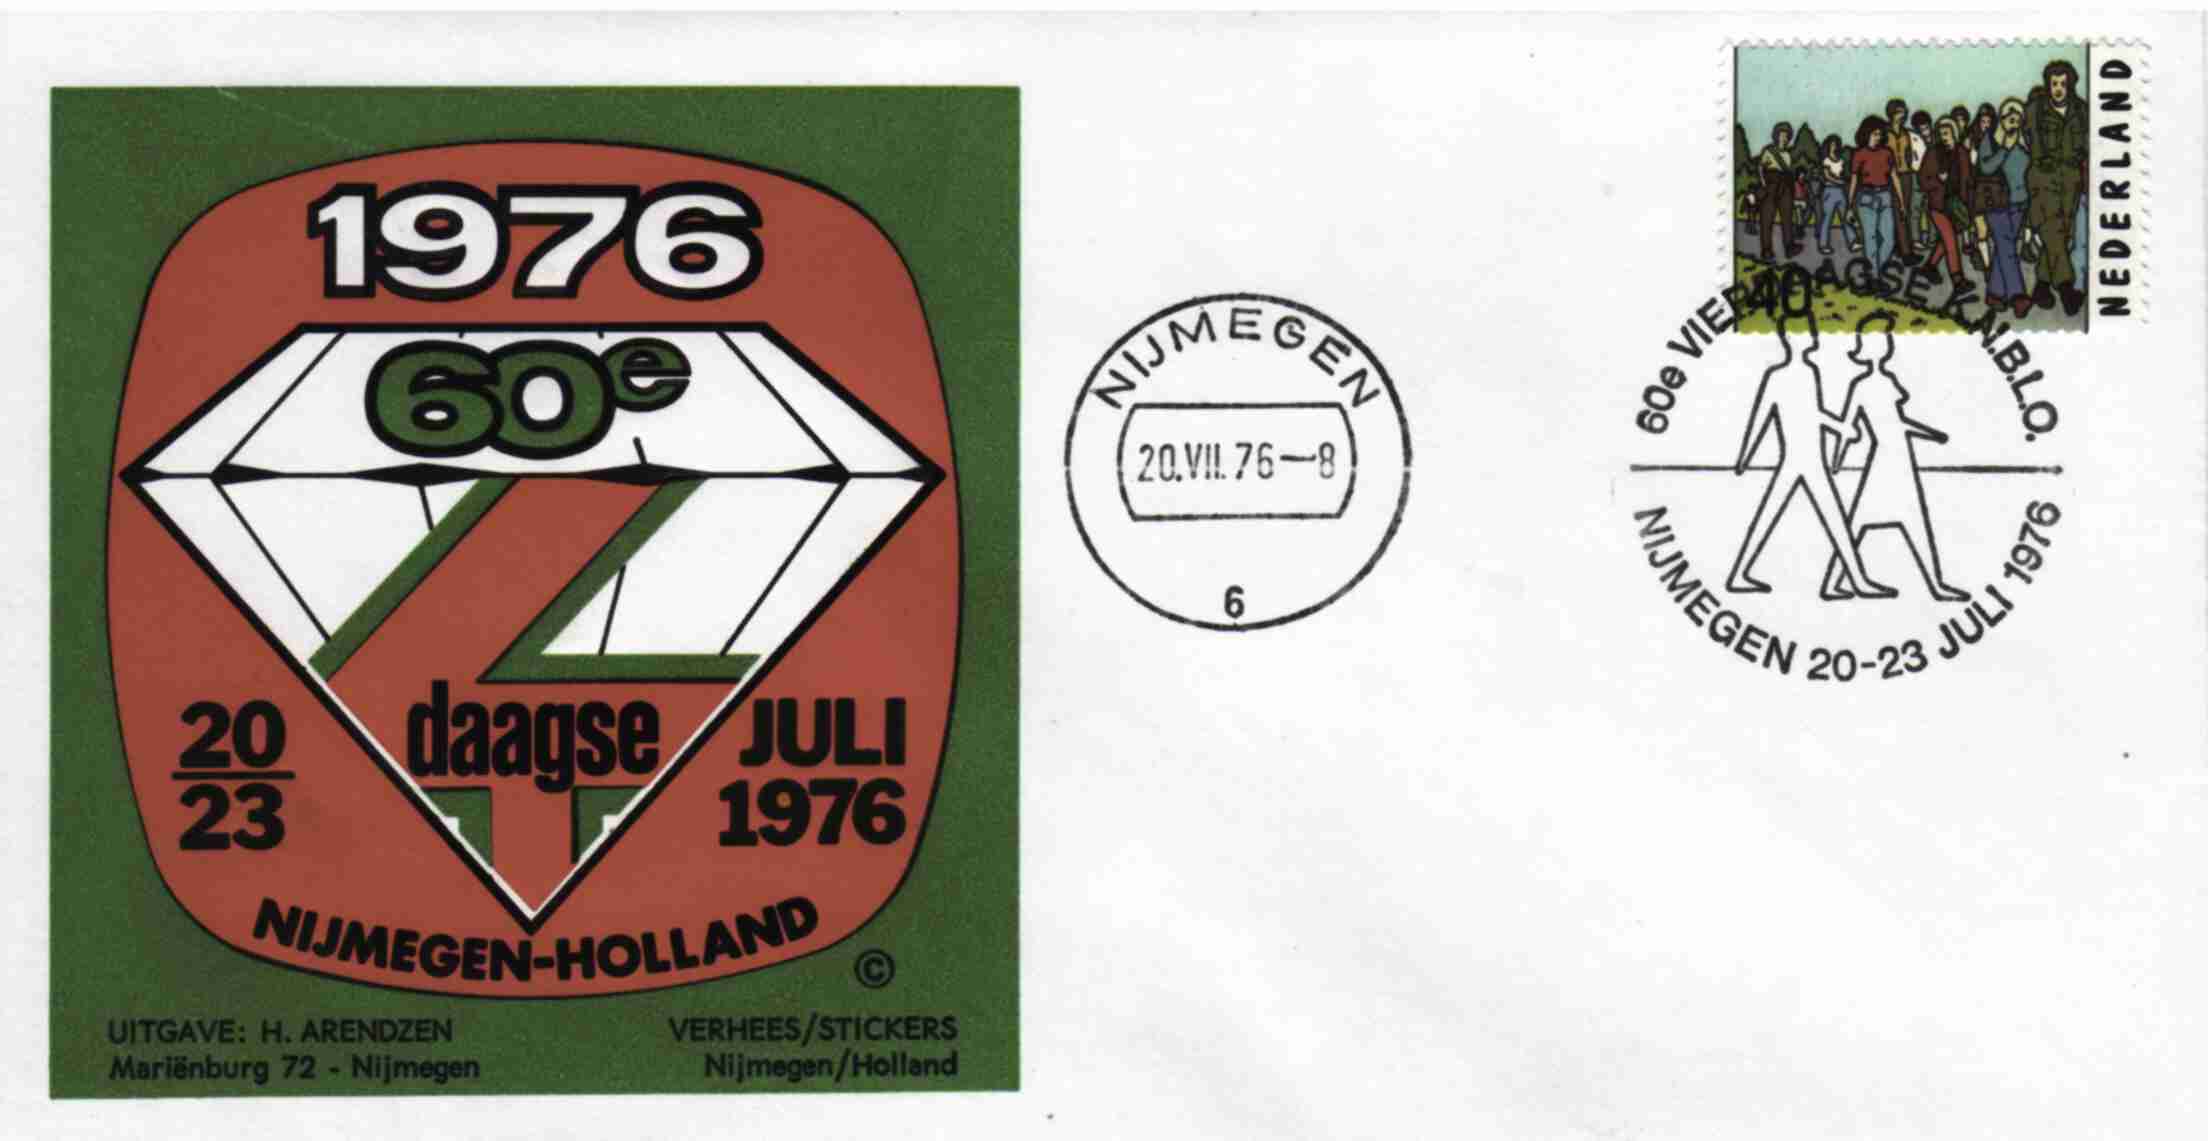 1976
60e
4
daagse
20
23
JULI
1976
NIJMEGEN-HOLLAND
©
UITGAVE: H. ARENDZEN
Mariënburg 72 - Nijmegen
VERHEES/STICKERS
Nijmegen/Holland
NIJMEGEN
20.VII.76-8
6
NEDERLAND
40
60e VIERDAAGSE K.N.B.L.O.
NIJMEGEN 20-23 JULI 1976